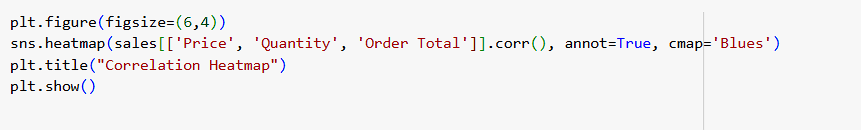 plt.figure(figsize=(6,4))
sns.heatmap(sales[['Price', 'Quantity', 'Order Total']].corr(), annot=True, cmap='Blues')
plt.title("Correlation Heatmap")
plt.show()